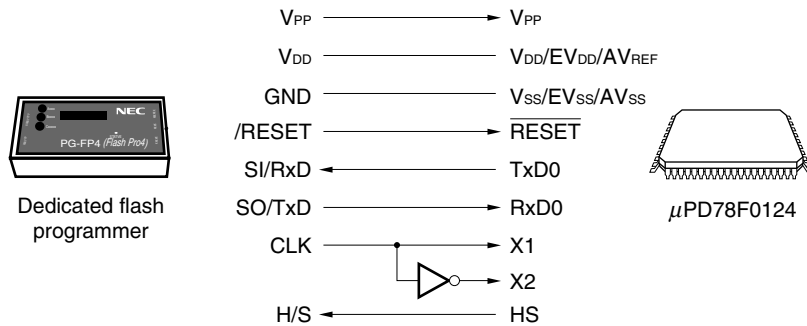 VPP VPP
VDD VDD/EVDD/AVREF
GND VSS/EVSS/AVSS
/RESET RESET
SI/RxD TxD0
SO/TxD RxD0
CLK X1
X2
H/S HS
NEC
PG-FP4 (Flash Pro4)
Dedicated flash
programmer
μPD78F0124